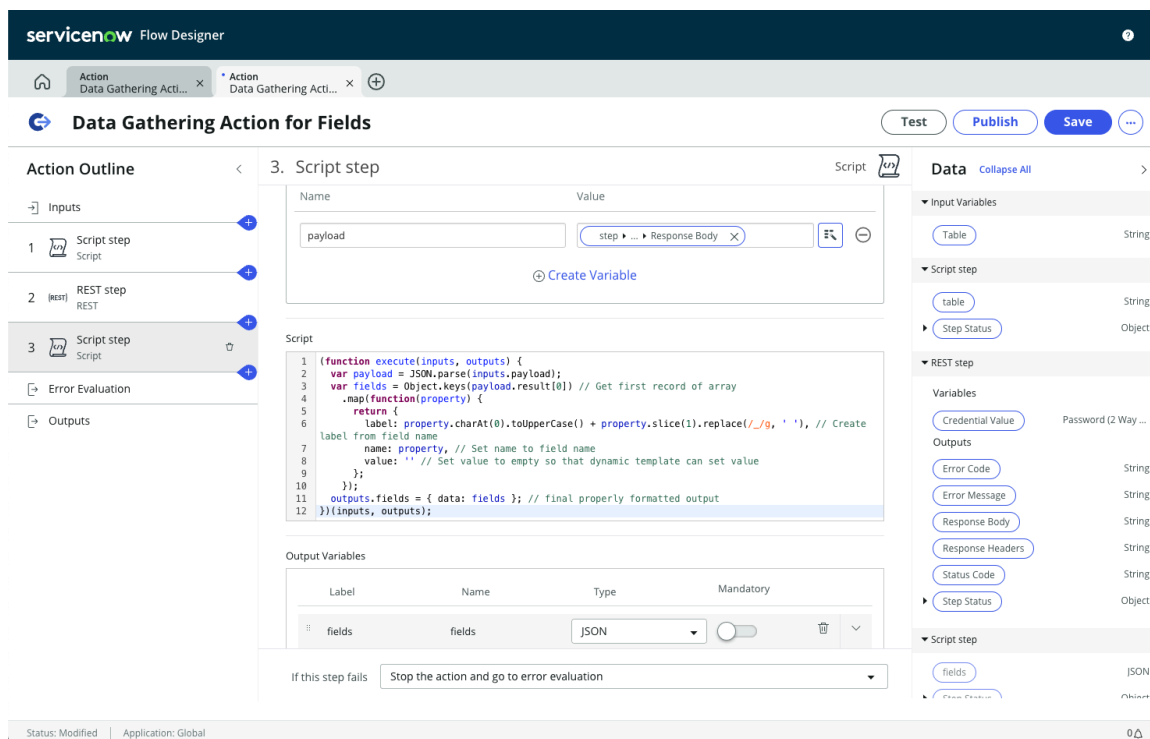 servicenow Flow Designer
?
Action
Data Gathering Acti... ×
* Action
Data Gathering Acti... ×
Data Gathering Action for Fields
Test
Publish
Save
...
Action Outline
Inputs
1 Script step
Script
2 [REST] REST step
REST
3 Script step
Script
Error Evaluation
Outputs
3. Script step
Script
Name Value
payload step ▸ ... ▸ Response Body ×
Create Variable
Script
1 (function execute(inputs, outputs) {
2 var payload = JSON.parse(inputs.payload);
3 var fields = Object.keys(payload.result[0]) // Get first record of array
4 .map(function(property) {
5 return {
6 label: property.charAt(0).toUpperCase() + property.slice(1).replace(/_/g, ' '), // Create
label from field name
7 name: property, // Set name to field name
8 value: '' // Set value to empty so that dynamic template can set value
9 };
10 });
11 outputs.fields = { data: fields }; // final properly formatted output
12 })(inputs, outputs);
Output Variables
Label Name Type Mandatory
fields fields JSON
If this step fails Stop the action and go to error evaluation
Data Collapse All
Input Variables
Table String
Script step
table String
Step Status Object
REST step
Variables
Credential Value Password (2 Way ...
Outputs
Error Code String
Error Message String
Response Body String
Response Headers String
Status Code String
Step Status Object
Script step
fields JSON
Step Status Object
Status: Modified | Application: Global
0